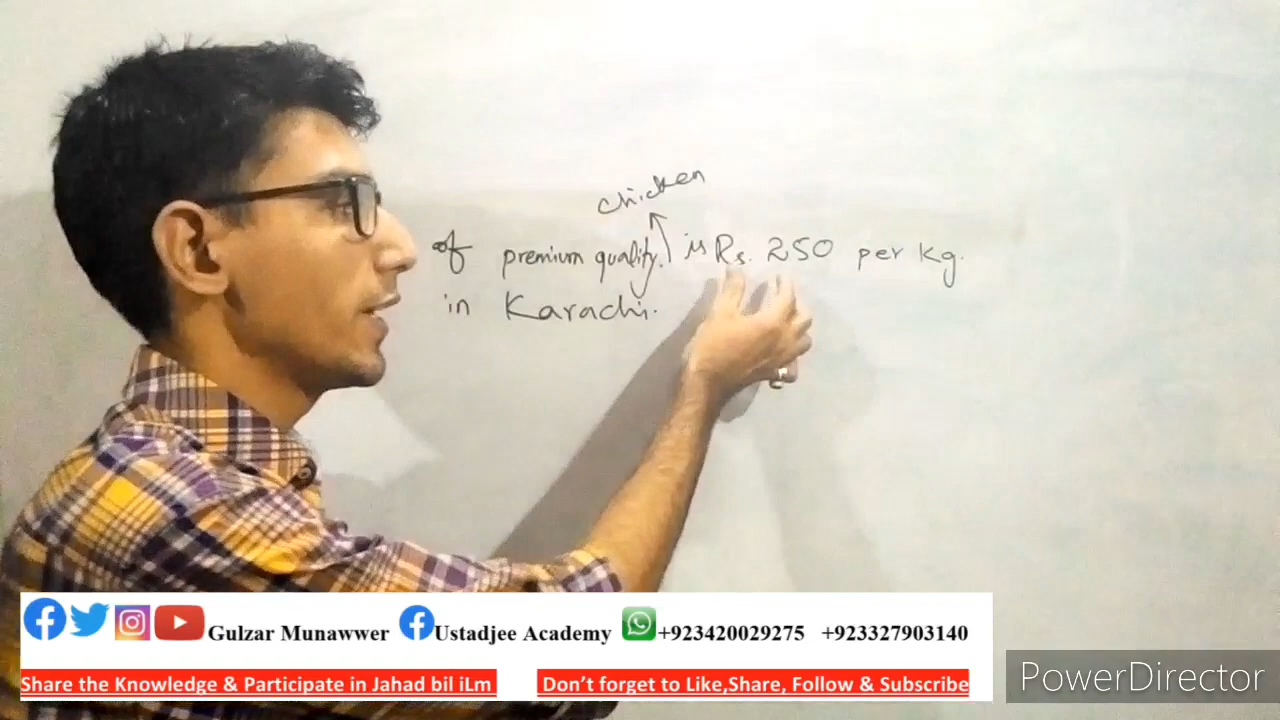 chicken
of premium quality. is Rs. 250 per kg.
in Karachi.
Gulzar Munawwer Ustadjee Academy +923420029275 +923327903140
Share the Knowledge & Participate in Jahad bil iLm Don't forget to Like,Share, Follow & Subscribe
PowerDirector